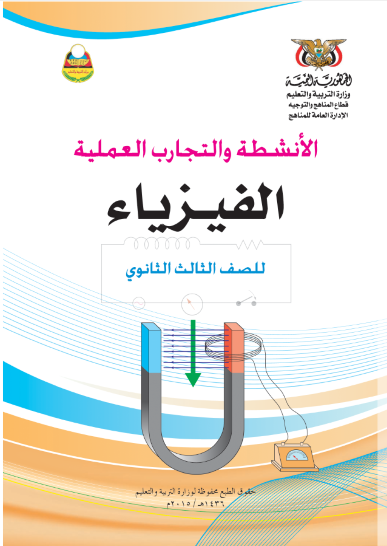 الجمهورية اليمنية
وزارة التربية والتعليم
قطاع المناهج والتوجيه
الإدارة العامة للمناهج
الأنشطة والتجارب العملية
الفيـزياء
للصف الثالث الثانوي
حقوق الطبع محفوظة لوزارة التربية والتعليم
١٤٣٦هـ / ٢٠١٥م